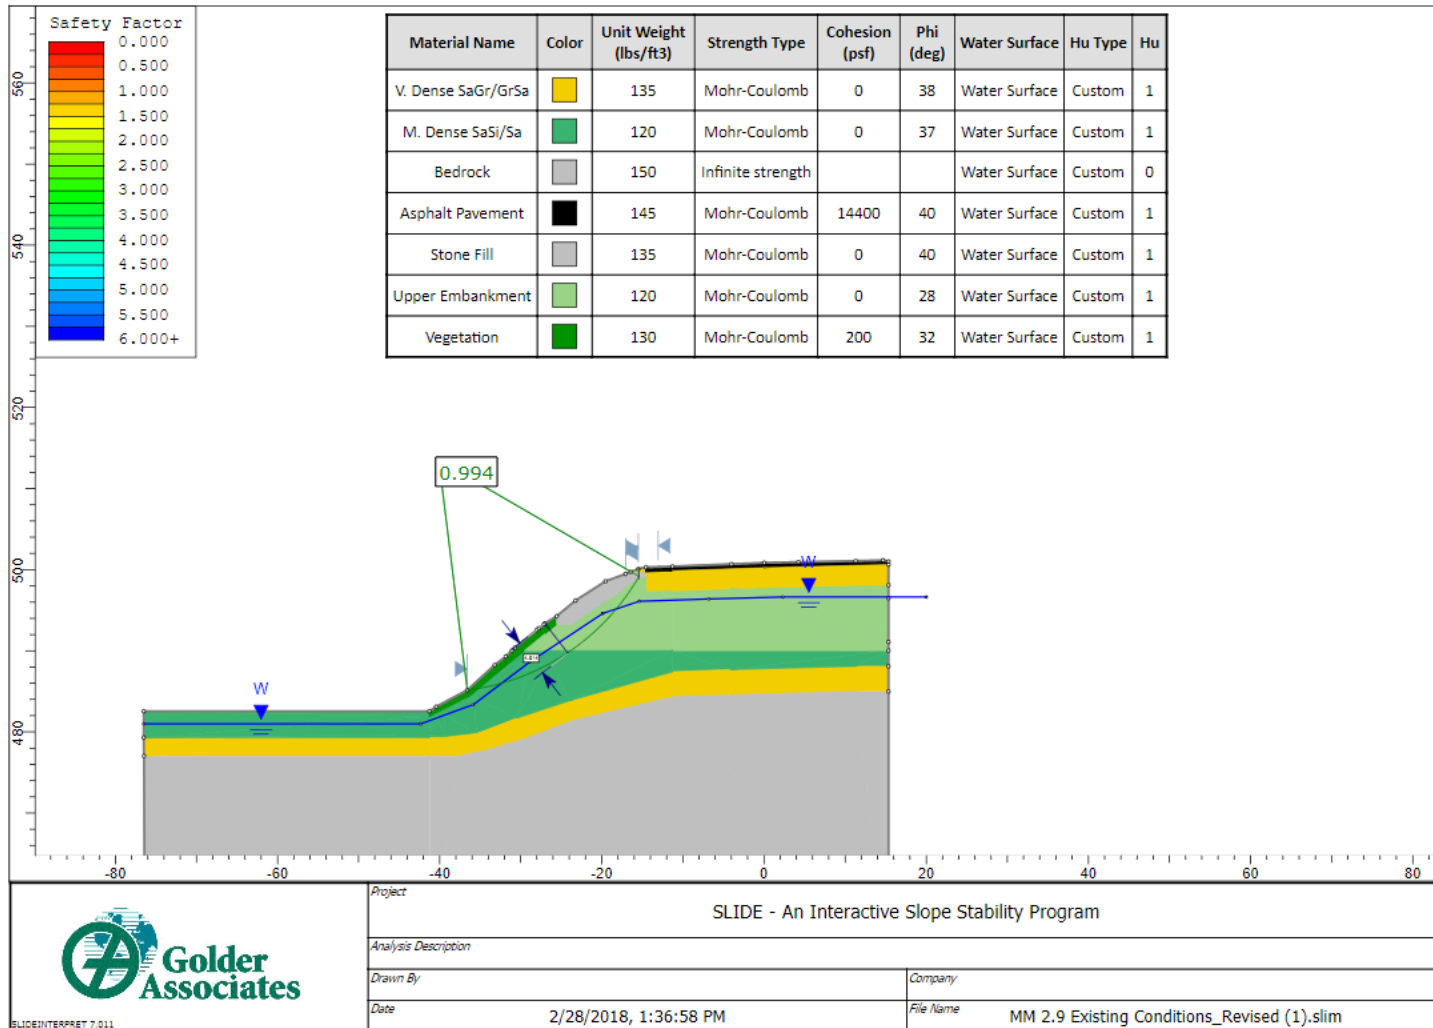 Safety Factor
0.000
0.500
1.000
1.500
2.000
2.500
3.000
3.500
4.000
4.500
5.000
5.500
6.000+
Material Name Color Unit Weight (lbs/ft3) Strength Type Cohesion (psf) Phi (deg) Water Surface Hu Type Hu
V. Dense SaGr/GrSa 135 Mohr-Coulomb 0 38 Water Surface Custom 1
M. Dense SaSi/Sa 120 Mohr-Coulomb 0 37 Water Surface Custom 1
Bedrock 150 Infinite strength Water Surface Custom 0
Asphalt Pavement 145 Mohr-Coulomb 14400 40 Water Surface Custom 1
Stone Fill 135 Mohr-Coulomb 0 40 Water Surface Custom 1
Upper Embankment 120 Mohr-Coulomb 0 28 Water Surface Custom 1
Vegetation 130 Mohr-Coulomb 200 32 Water Surface Custom 1
560
540
520
500
480
0.994
W
W
-80 -60 -40 -20 0 20 40 60 80
Golder
Associates
SLIDEINTERPRET 7.011
Project
SLIDE - An Interactive Slope Stability Program
Analysis Description
Drawn By
Company
Date
2/28/2018, 1:36:58 PM
File Name
MM 2.9 Existing Conditions_Revised (1).slim